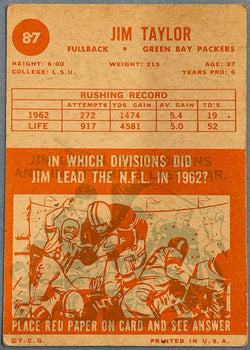 87
JIM TAYLOR
FULLBACK • GREEN BAY PACKERS
HEIGHT: 6:00 WEIGHT: 215 AGE: 27
COLLEGE: L.S.U. YEARS PRO: 6
RUSHING RECORD
ATTEMPTS YDS. GAIN AV. GAIN TD'S
1962 272 1474 5.4 19
LIFE 917 4581 5.0 52
IN WHICH DIVISIONS DID
JIM LEAD THE N.F.L. IN 1962?
PLACE RED PAPER ON CARD AND SEE ANSWER
©T.C.G. PRINTED IN U.S.A.